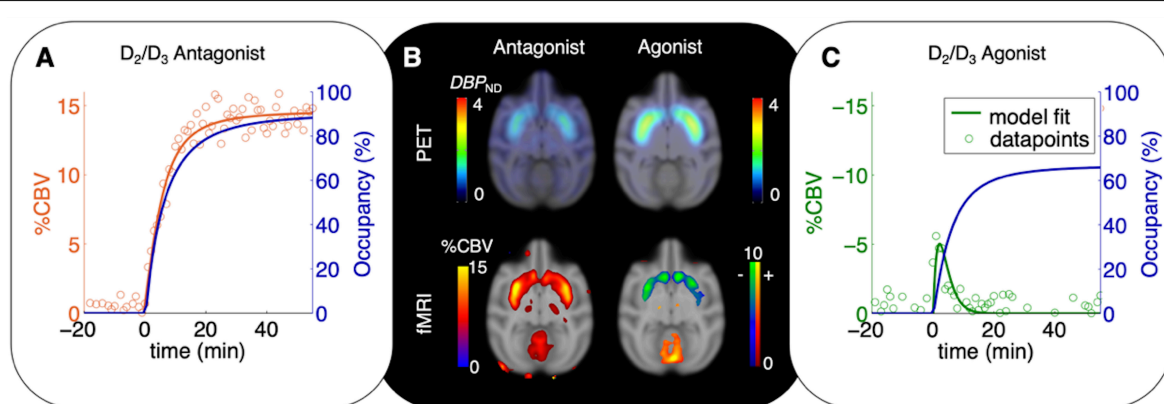 A
D2/D3 Antagonist
%CBV
15
10
5
0
100
80
60
40
20
0
Occupancy (%)
−20 0 20 40
time (min)
B
Antagonist Agonist
DBPND
PET
4
0
4
0
fMRI
%CBV
15
0
10
- +
0
C
D2/D3 Agonist
%CBV
−15
−10
−5
0
model fit
datapoints
100
80
60
40
20
0
Occupancy (%)
−20 0 20 40
time (min)